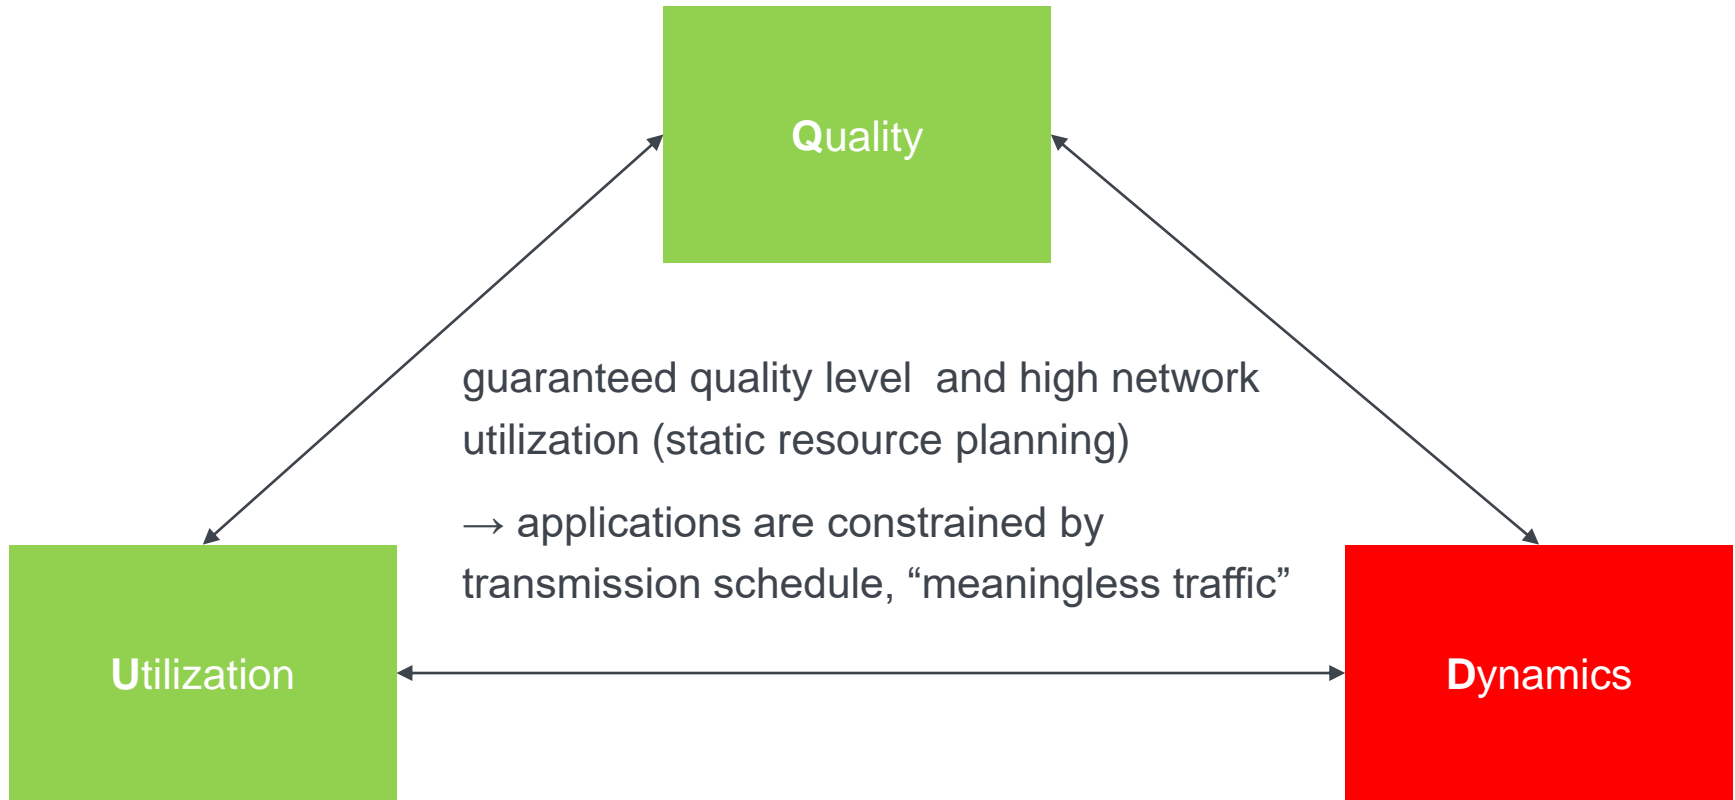 Quality
guaranteed quality level  and high network
utilization (static resource planning)
→ applications are constrained by
transmission schedule, “meaningless traffic”
Utilization
Dynamics